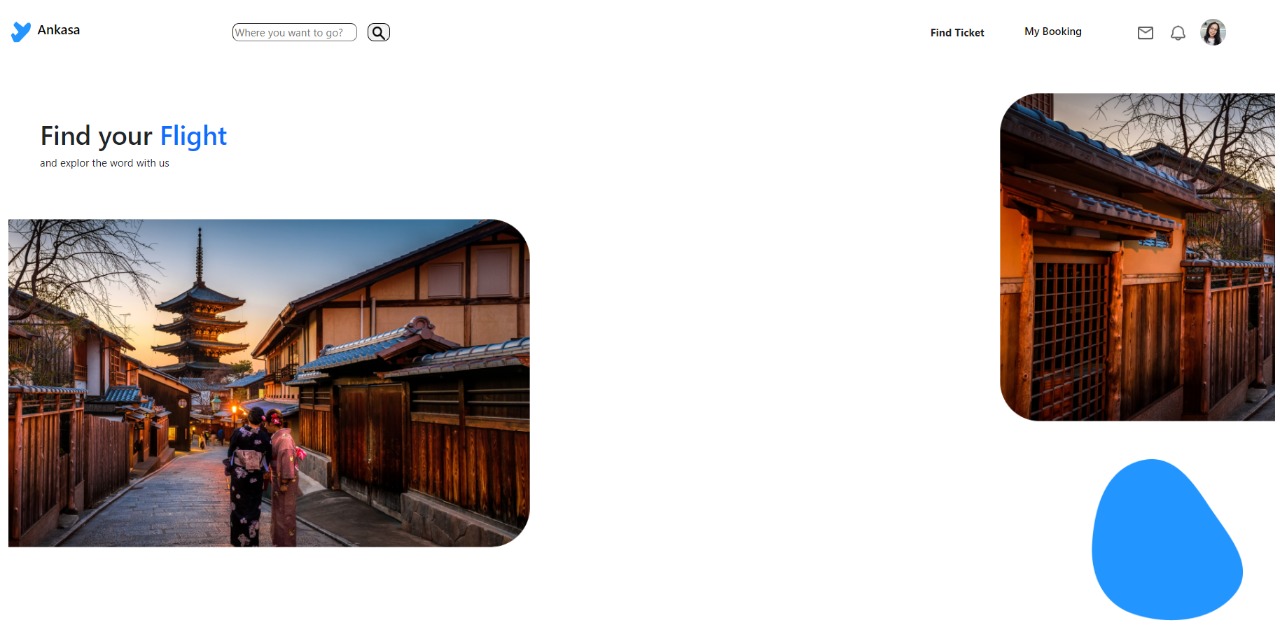 Ankasa
Where you want to go?
Find Ticket
My Booking
Find your Flight
and explor the word with us